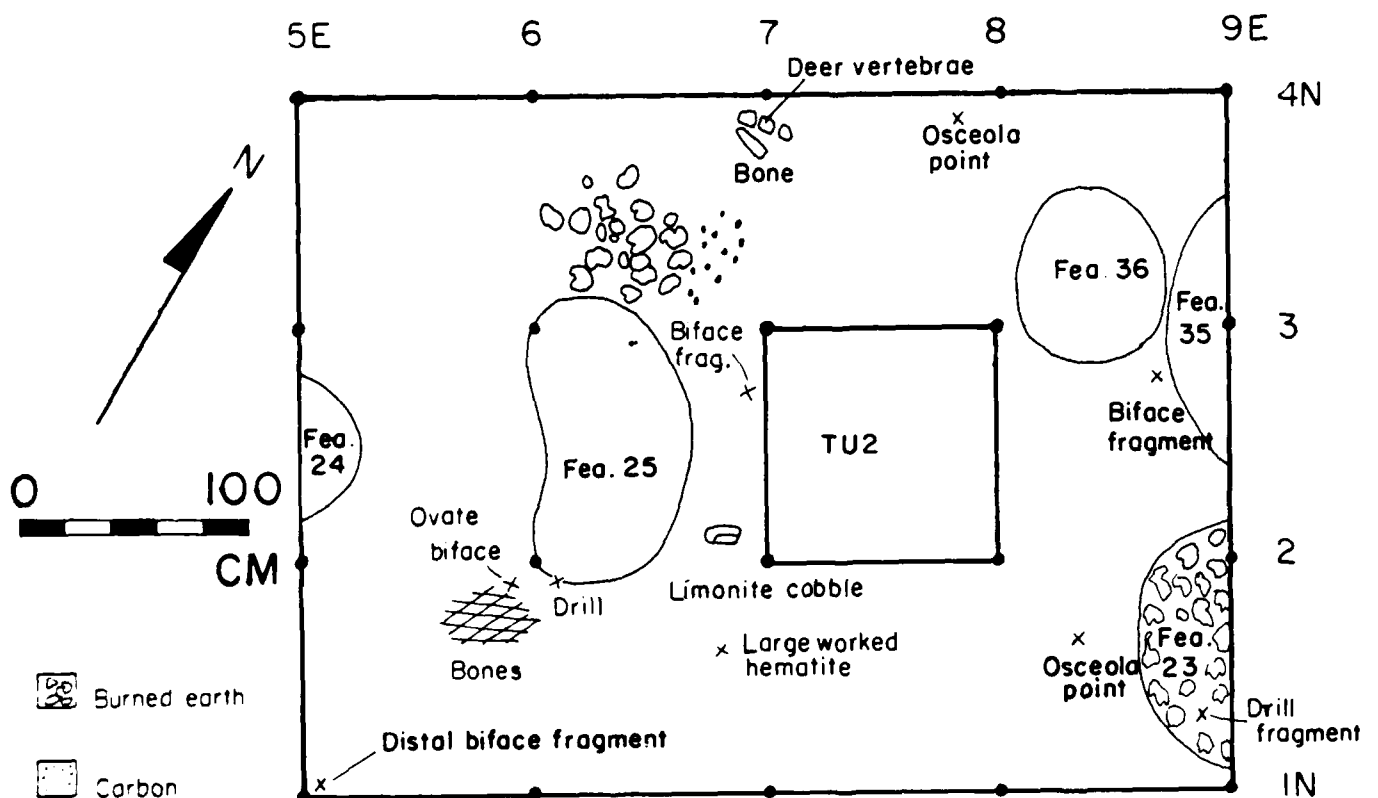 5E 6 7 8 9E
Deer vertebrae
4N
Osceola
point
Bone
N
Fea. 36
Fea.
35
3
Biface
frag.
Biface
fragment
Fea.
24
Fea. 25
TU2
0 100
CM
Ovate
biface
2
Drill
Limonite cobble
Large worked
hematite
Bones
Osceola
point
Fea.
23
Drill
fragment
Burned earth
Distal biface fragment
Carbon
1N